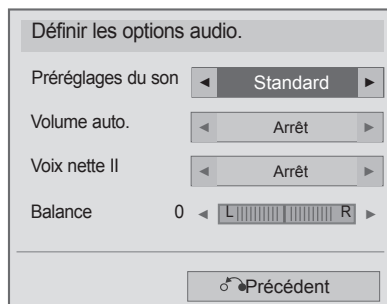 Définir les options audio.
Préréglages du son ◄ Standard ►
Volume auto. ◄ Arrêt ►
Voix nette II ◄ Arrêt ►
Balance 0 ◄ L R ►
Précédent